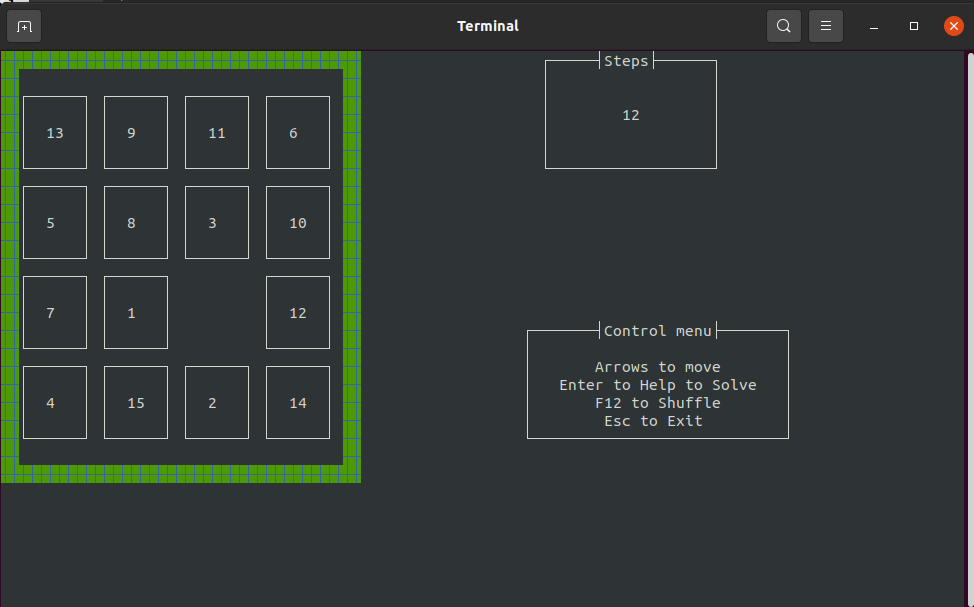 Terminal
13 9 11 6
5 8 3 10
7 1 12
4 15 2 14
Steps
12
Control menu
Arrows to move
Enter to Help to Solve
F12 to Shuffle
Esc to Exit